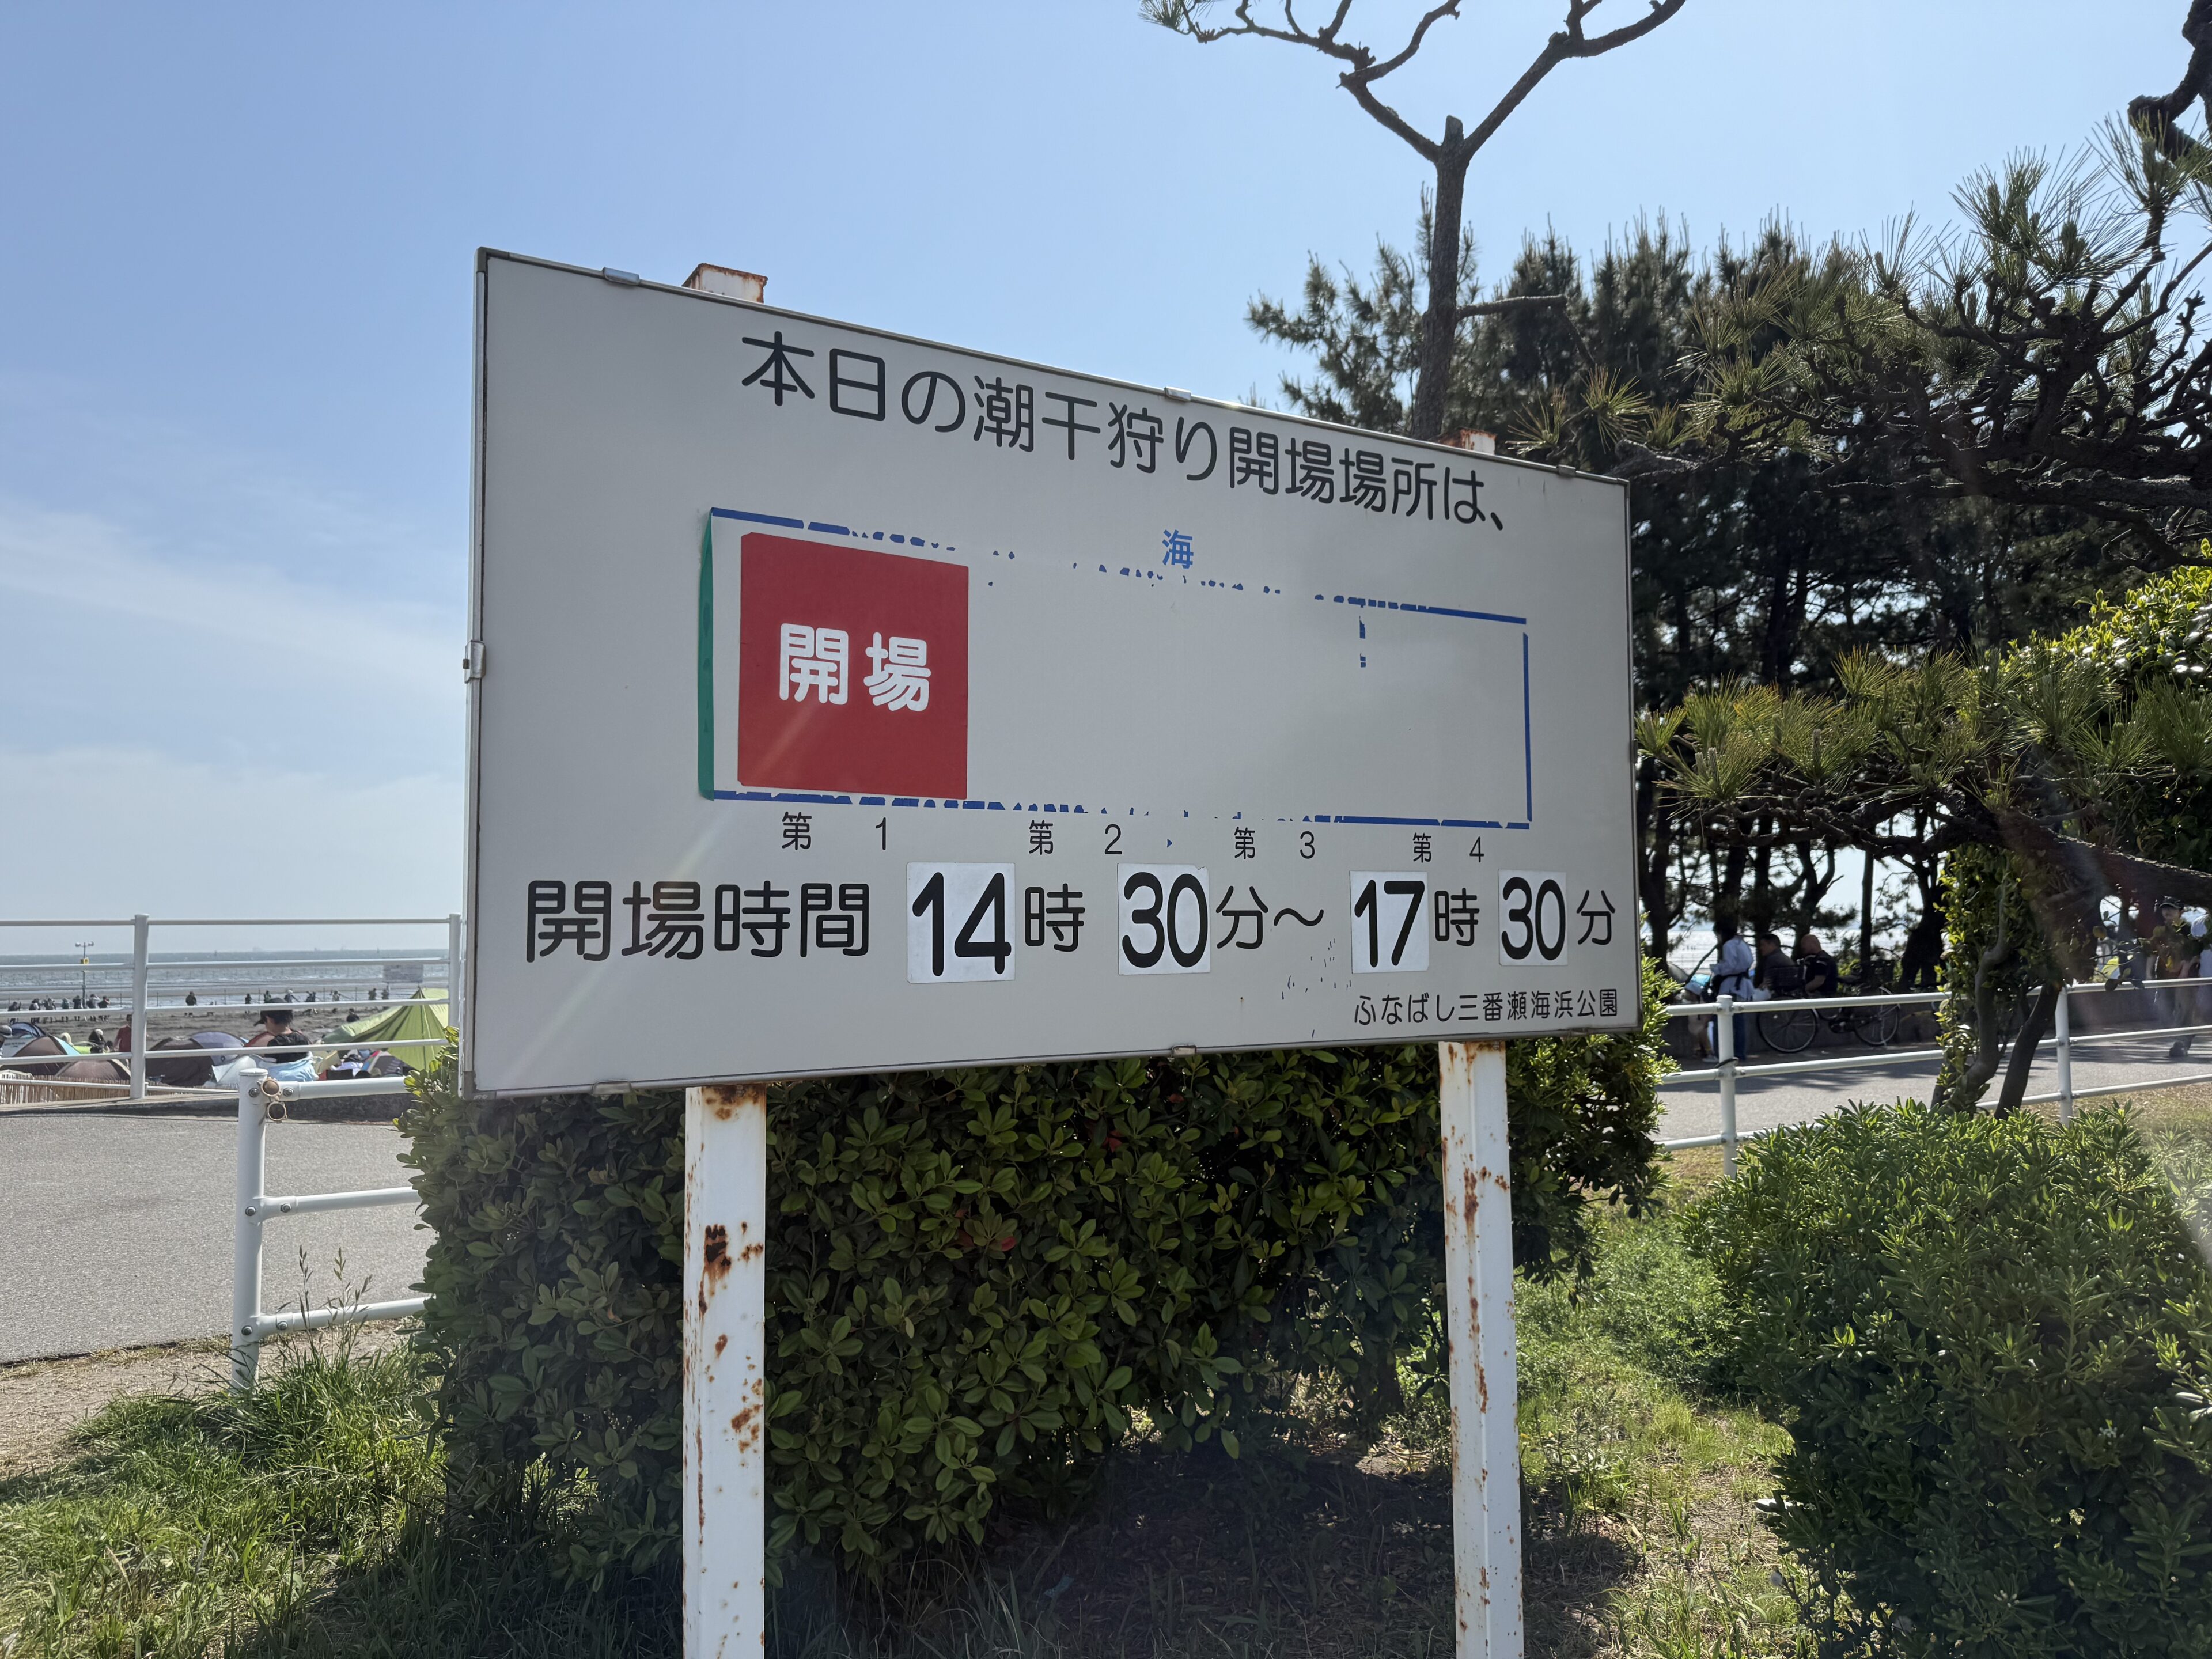 本日の潮干狩り開場場所は、
海
開場
第1 第2 第3 第4
開場時間 14時30分～17時30分
ふなばし三番瀬海浜公園